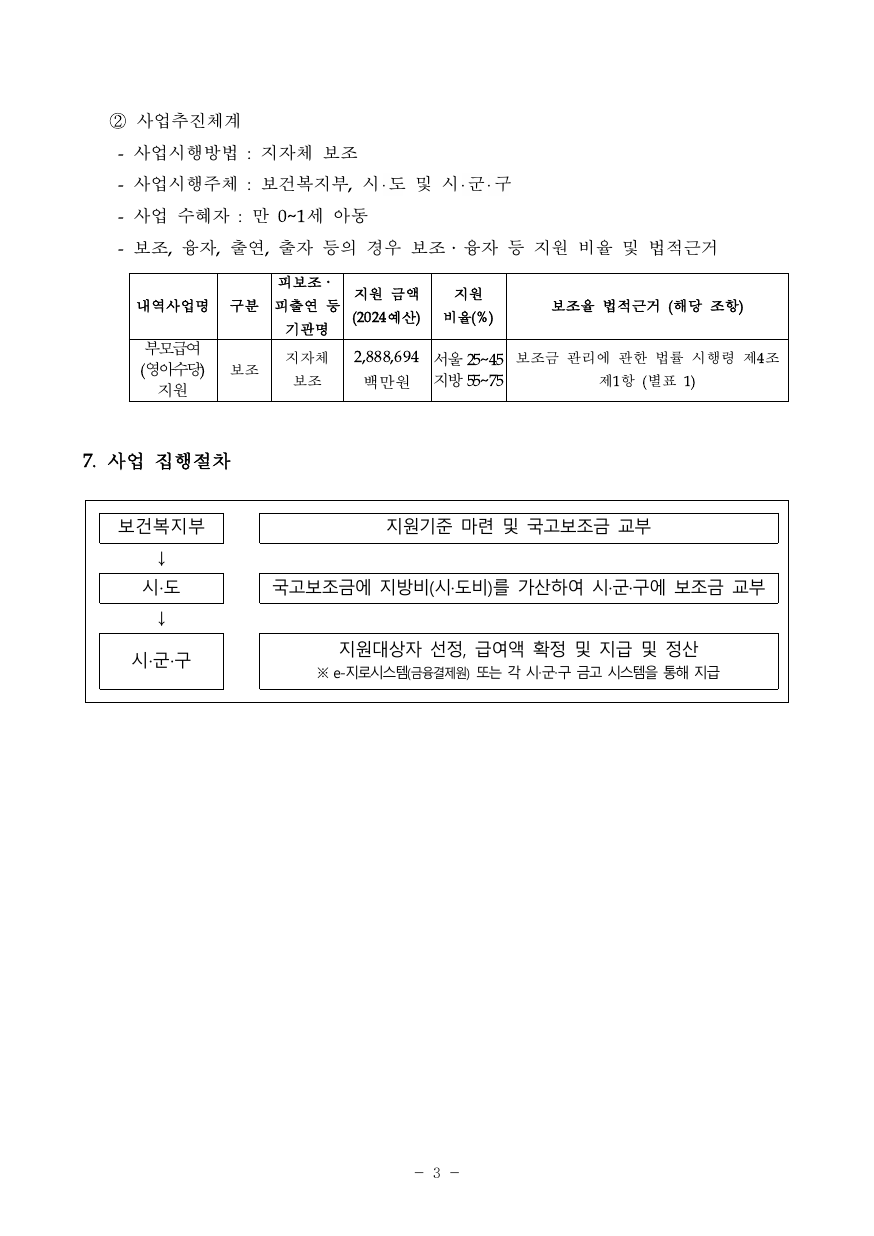 ② 사업추진체계
- 사업시행방법 : 지자체 보조
- 사업시행주체 : 보건복지부, 시·도 및 시·군·구
- 사업 수혜자 : 만 0~1세 아동
- 보조, 융자, 출연, 출자 등의 경우 보조·융자 등 지원 비율 및 법적근거
내역사업명 구분 피보조· 피출연 등 기관명 지원 금액 (2024예산) 지원 비율(%) 보조율 법적근거 (해당 조항)
부모급여 (영아수당) 지원 보조 지자체 보조 2,888,694 백만원 서울 25~45 지방 55~75 보조금 관리에 관한 법률 시행령 제4조 제1항 (별표 1)
7. 사업 집행절차
보건복지부 지원기준 마련 및 국고보조금 교부
↓
시·도 국고보조금에 지방비(시·도비)를 가산하여 시·군·구에 보조금 교부
↓
시·군·구 지원대상자 선정, 급여액 확정 및 지급 및 정산
※ e-지로시스템(금융결제원) 또는 각 시·군·구 금고 시스템을 통해 지급
- 3 -